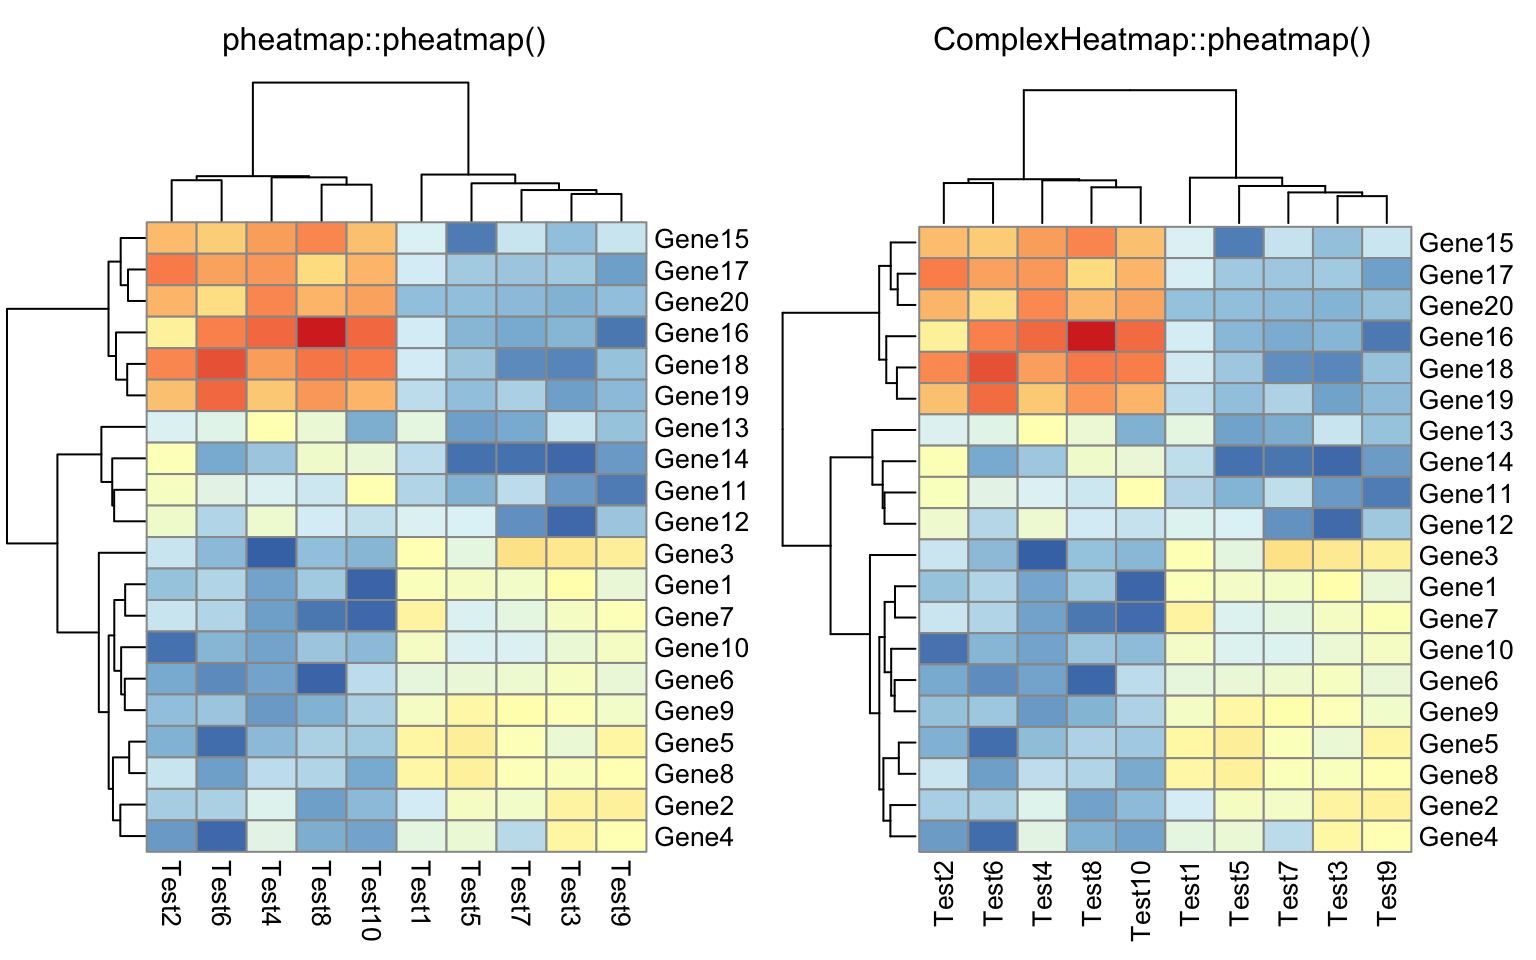 pheatmap::pheatmap()
Gene15
Gene17
Gene20
Gene16
Gene18
Gene19
Gene13
Gene14
Gene11
Gene12
Gene3
Gene1
Gene7
Gene10
Gene6
Gene9
Gene5
Gene8
Gene2
Gene4
Test2
Test6
Test4
Test8
Test10
Test1
Test5
Test7
Test3
Test9
ComplexHeatmap::pheatmap()
Gene15
Gene17
Gene20
Gene16
Gene18
Gene19
Gene13
Gene14
Gene11
Gene12
Gene3
Gene1
Gene7
Gene10
Gene6
Gene9
Gene5
Gene8
Gene2
Gene4
Test2
Test6
Test4
Test8
Test10
Test1
Test5
Test7
Test3
Test9